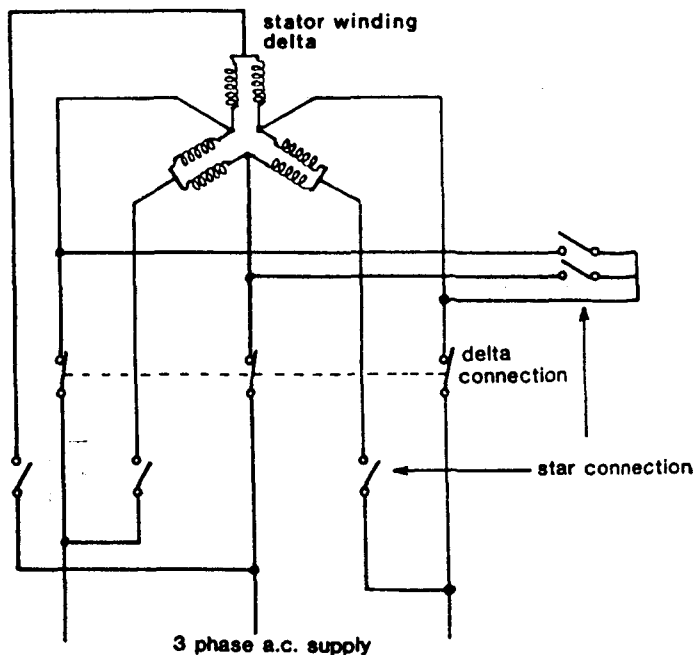 stator winding
delta
delta
connection
star connection
3 phase a.c. supply